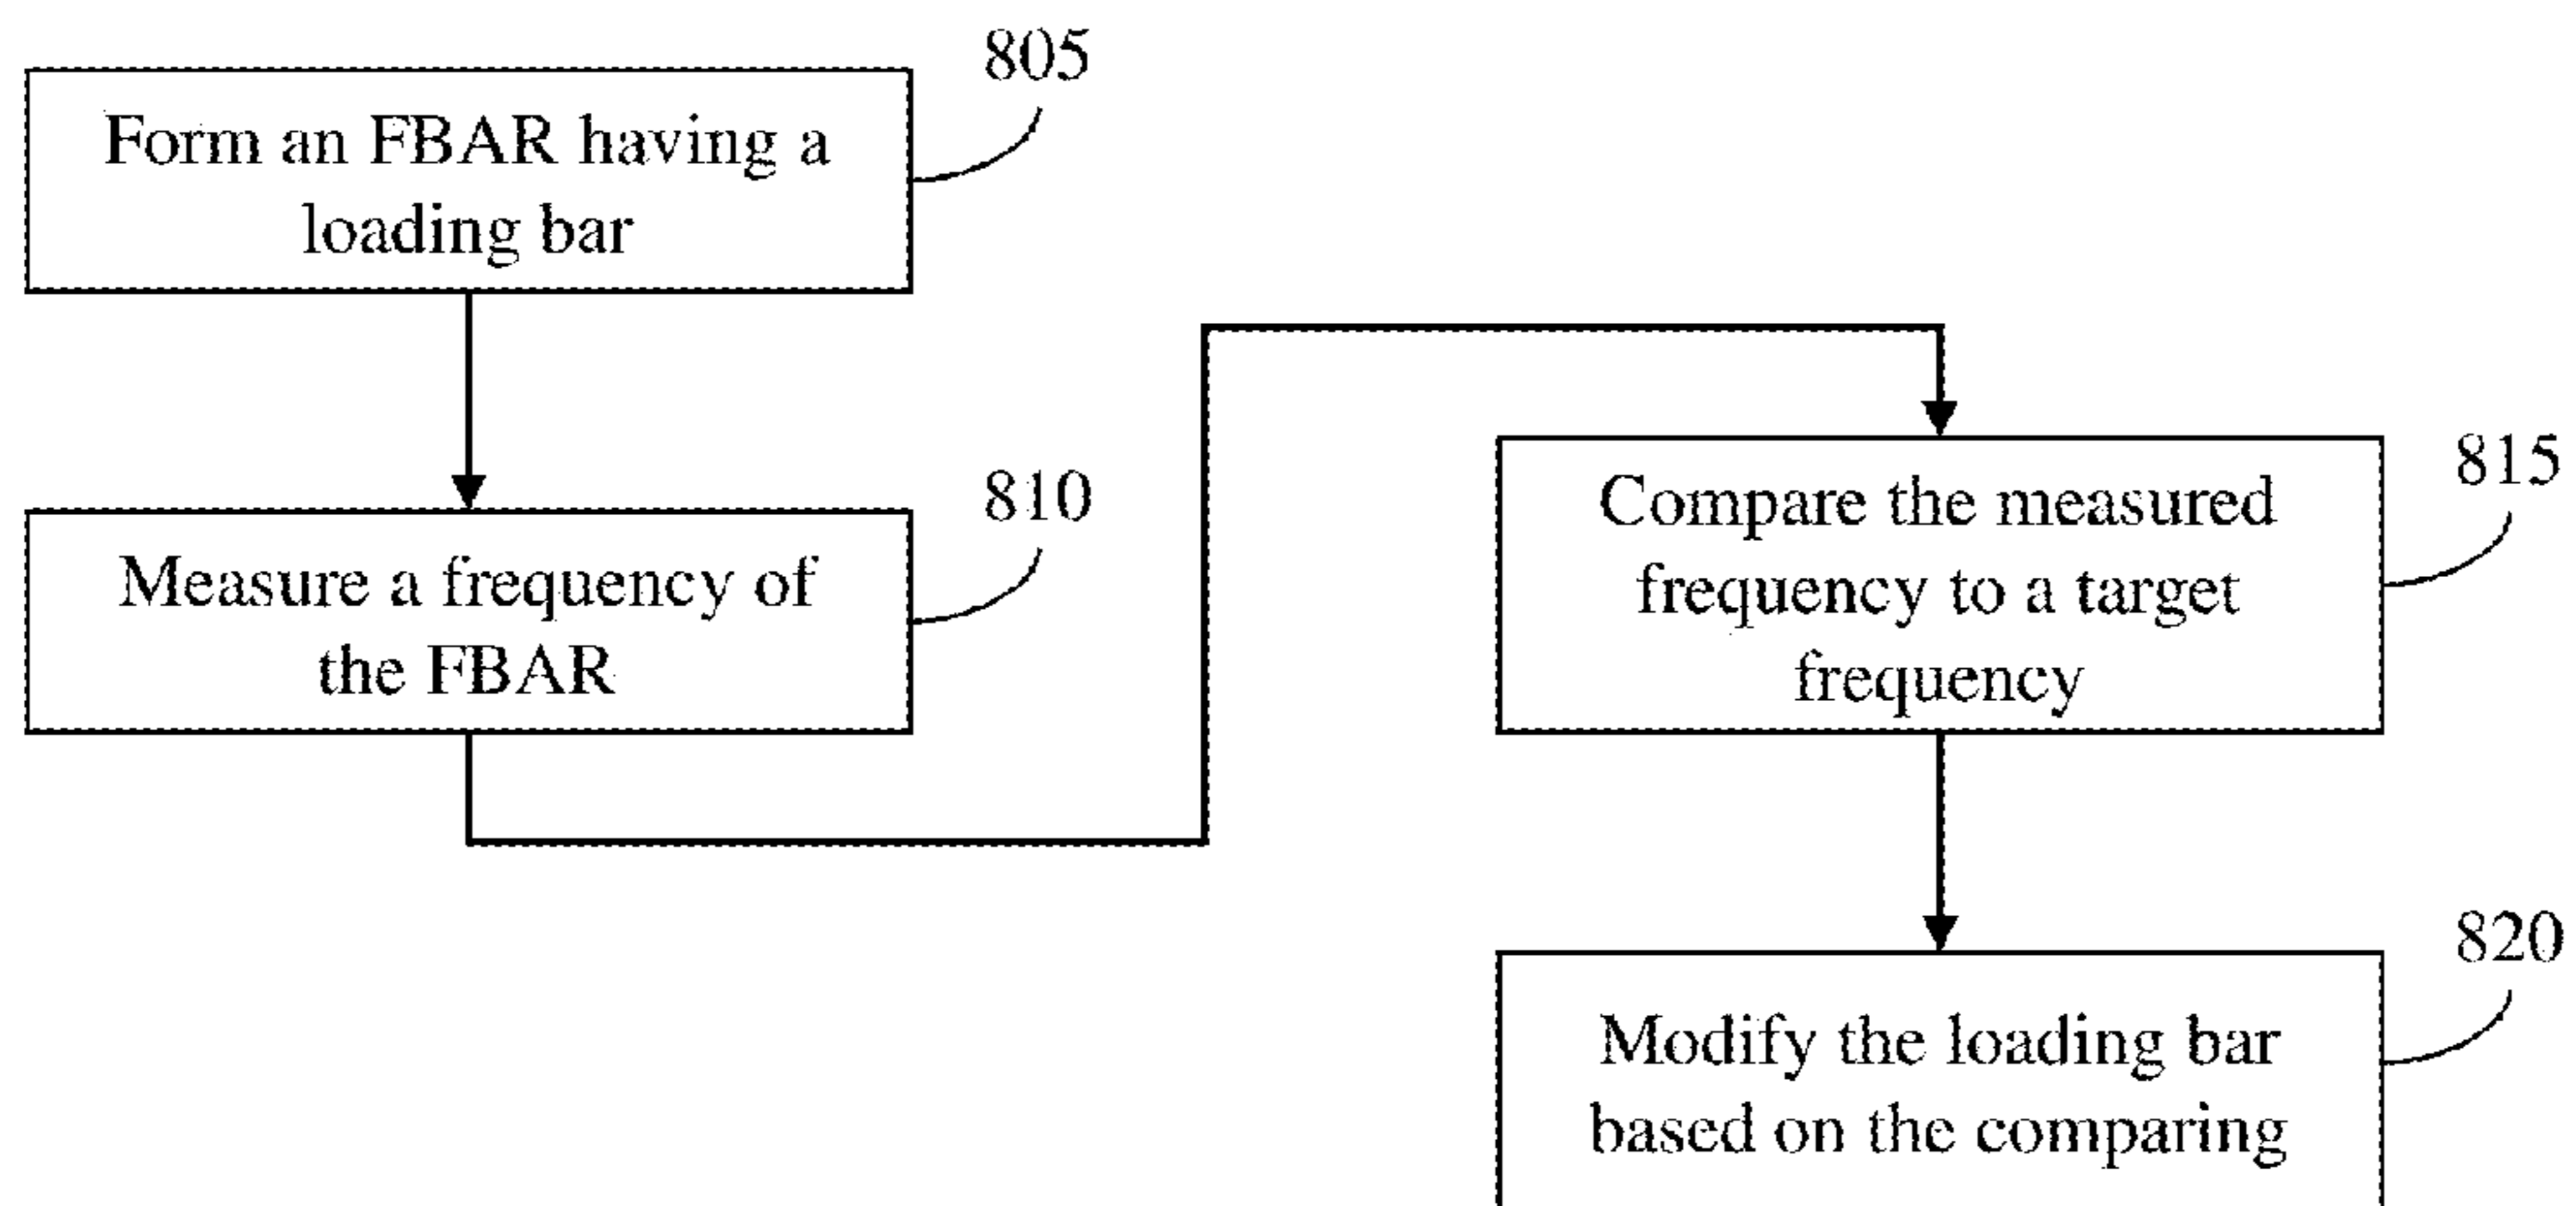 805
Form an FBAR having a
loading bar
810
Measure a frequency of
the FBAR
815
Compare the measured
frequency to a target
frequency
820
Modify the loading bar
based on the comparing